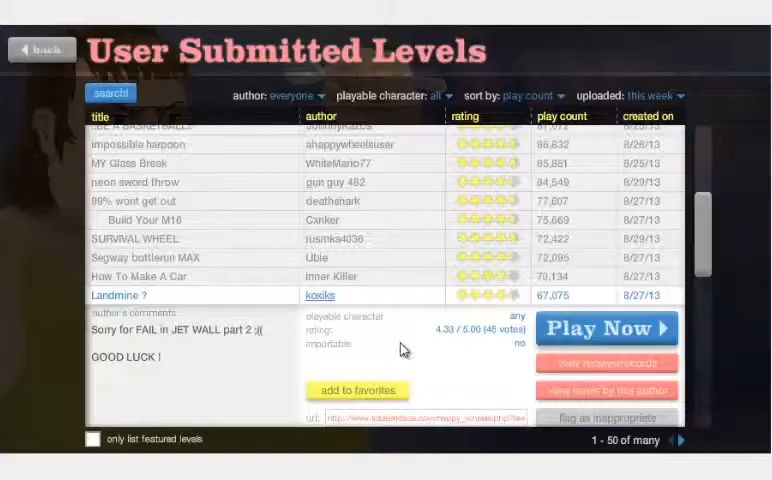 back
User Submitted Levels
search!
author: everyone playable character: all sort by: play count uploaded: this week
title author rating play count created on
impossible harpoon ahappywheelsuser 86,832 8/26/13
MY Glass Break WhiteMario77 85,851 8/25/13
neon sword throw gun guy 482 84,549 8/29/13
99% wont get out deathshark 77,607 8/27/13
Build Your M16 Cxnker 75,669 8/27/13
SURVIVAL WHEEL rusmka4036 72,422 8/29/13
Segway bottlerun MAX Ubie 72,095 8/27/13
How To Make A Car Inner Killer 70,134 8/27/13
Landmine ? koxiks 67,075 8/27/13
author's comments
Sorry for FAIL in JET WALL part 2 ;((
GOOD LUCK !
playable character any
rating: 4.33 / 5.00 (45 votes)
importable: no
Play Now
view replays/records
add to favorites
view levels by this author
url:
flag as inappropriate
only list featured levels
1 - 50 of many